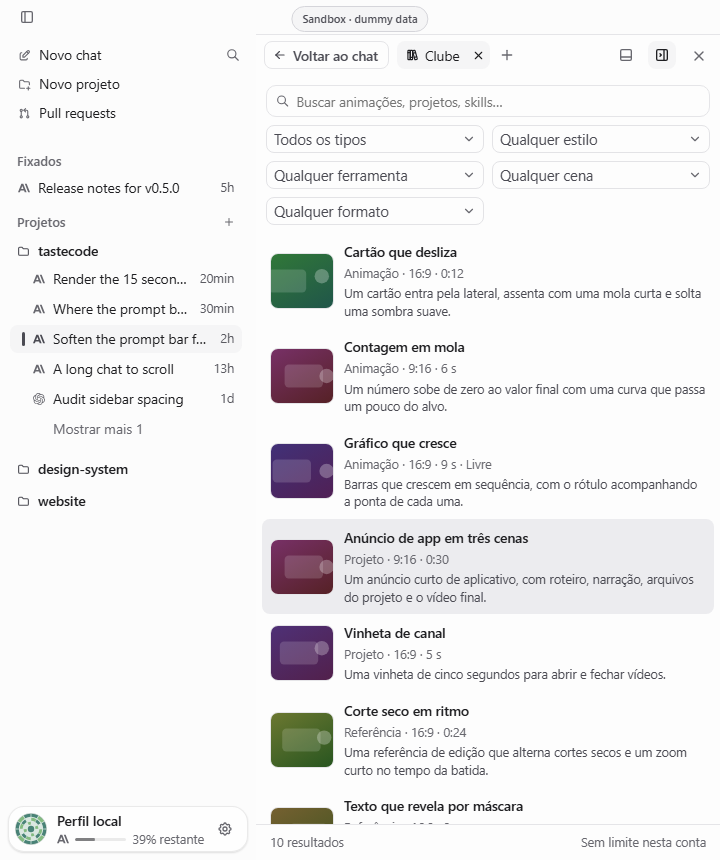 Sandbox · dummy data
Novo chat
Novo projeto
Pull requests
Fixados
Release notes for v0.5.0 5h
Projetos
tastecode
Render the 15 secon... 20min
Where the prompt b... 30min
Soften the prompt bar f... 2h
A long chat to scroll 13h
Audit sidebar spacing 1d
Mostrar mais 1
design-system
website
Perfil local
39% restante
Voltar ao chat
Clube
Buscar animações, projetos, skills...
Todos os tipos
Qualquer estilo
Qualquer ferramenta
Qualquer cena
Qualquer formato
Cartão que desliza
Animação · 16:9 · 0:12
Um cartão entra pela lateral, assenta com uma mola curta e solta
uma sombra suave.
Contagem em mola
Animação · 9:16 · 6 s
Um número sobe de zero ao valor final com uma curva que passa
um pouco do alvo.
Gráfico que cresce
Animação · 16:9 · 9 s · Livre
Barras que crescem em sequência, com o rótulo acompanhando
a ponta de cada uma.
Anúncio de app em três cenas
Projeto · 9:16 · 0:30
Um anúncio curto de aplicativo, com roteiro, narração, arquivos
do projeto e o vídeo final.
Vinheta de canal
Projeto · 16:9 · 5 s
Uma vinheta de cinco segundos para abrir e fechar vídeos.
Corte seco em ritmo
Referência · 16:9 · 0:24
Uma referência de edição que alterna cortes secos e um zoom
curto no tempo da batida.
Texto que revela por máscara
10 resultados
Sem limite nesta conta